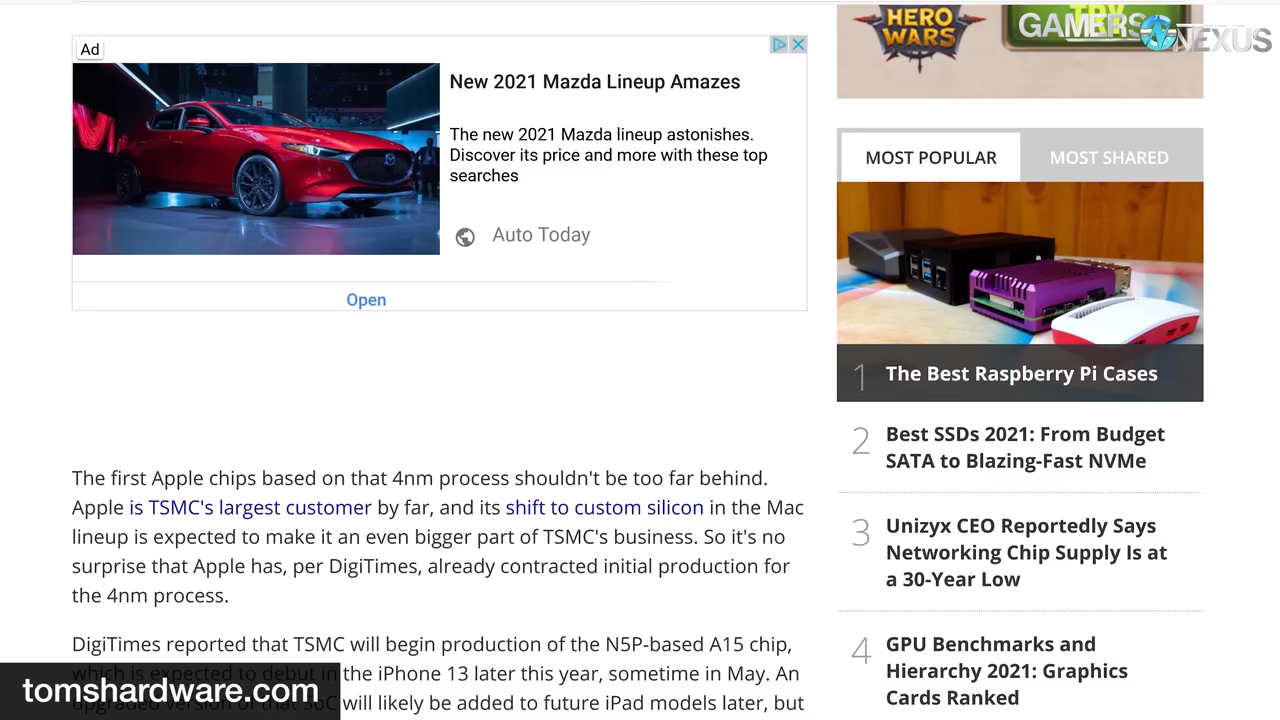 Ad
New 2021 Mazda Lineup Amazes
The new 2021 Mazda lineup astonishes.
Discover its price and more with these top
searches
Auto Today
Open
The first Apple chips based on that 4nm process shouldn't be too far behind.
Apple is TSMC's largest customer by far, and its shift to custom silicon in the Mac
lineup is expected to make it an even bigger part of TSMC's business. So it's no
surprise that Apple has, per DigiTimes, already contracted initial production for
the 4nm process.
DigiTimes reported that TSMC will begin production of the N5P-based A15 chip,
which is expected to debut in the iPhone 13 later this year, sometime in May. An
upgraded version of that SoC will likely be added to future iPad models later, but
tomshardware.com
HERO
WARS
TRY
GAMERS NEXUS
MOST POPULAR
MOST SHARED
1 The Best Raspberry Pi Cases
2 Best SSDs 2021: From Budget
SATA to Blazing-Fast NVMe
3 Unizyx CEO Reportedly Says
Networking Chip Supply Is at
a 30-Year Low
4 GPU Benchmarks and
Hierarchy 2021: Graphics
Cards Ranked